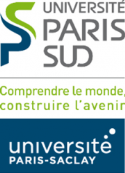 UNIVERSITÉ
PARIS
SUD
Comprendre le monde,
construire l'avenir
université
PARIS-SACLAY